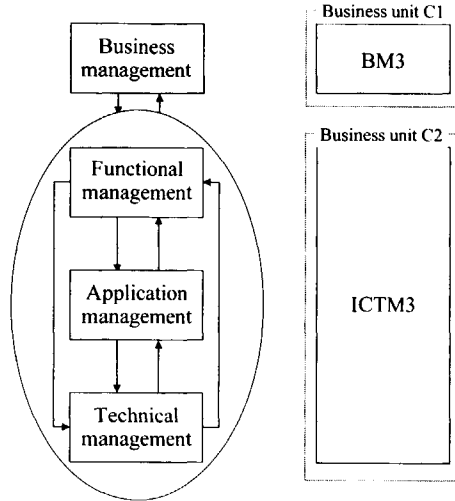 Business
management
Functional
management
Application
management
Technical
management
Business unit C1
BM3
Business unit C2
ICTM3